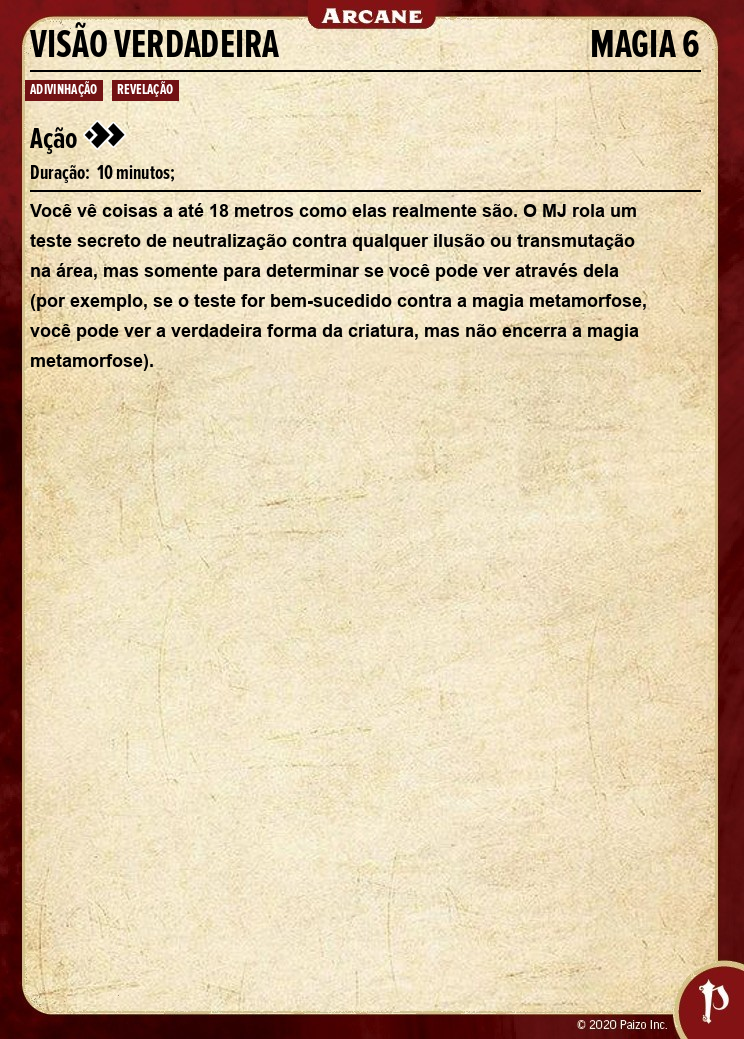 ARCANE
VISÃO VERDADEIRA MAGIA 6
ADIVINHAÇÃO REVELAÇÃO
Ação
Duração: 10 minutos;
Você vê coisas a até 18 metros como elas realmente são. O MJ rola um
teste secreto de neutralização contra qualquer ilusão ou transmutação
na área, mas somente para determinar se você pode ver através dela
(por exemplo, se o teste for bem-sucedido contra a magia metamorfose,
você pode ver a verdadeira forma da criatura, mas não encerra a magia
metamorfose).
© 2020 Paizo Inc.
P